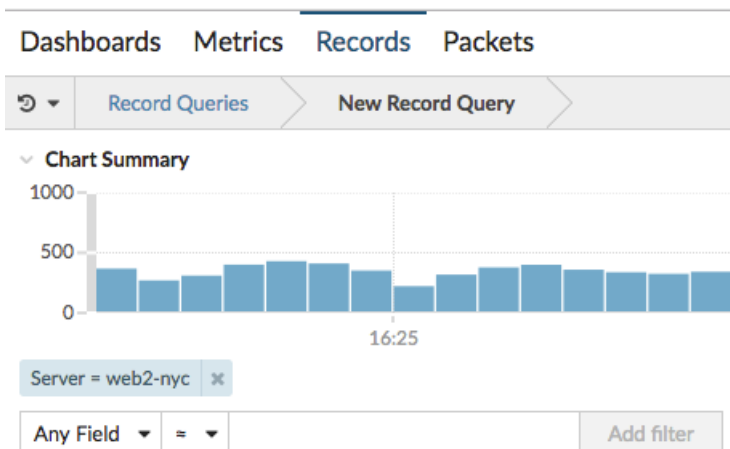 Dashboards Metrics Records Packets
Record Queries New Record Query
Chart Summary
1000
500
0
16:25
Server = web2-nyc ×
Any Field ≈ Add filter